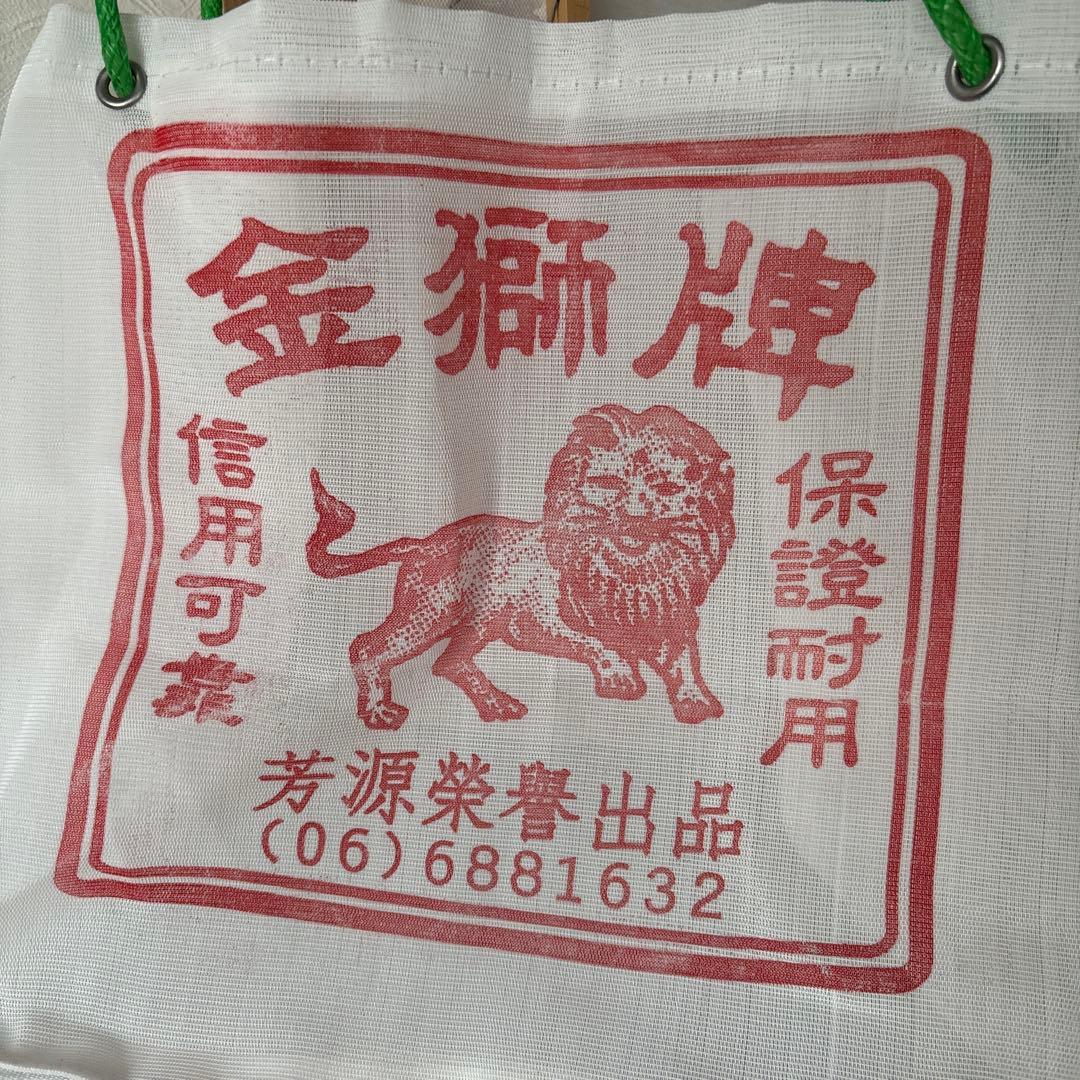 金獅牌
保證耐用
信用可靠
芳源榮譽出品
(06)6881632